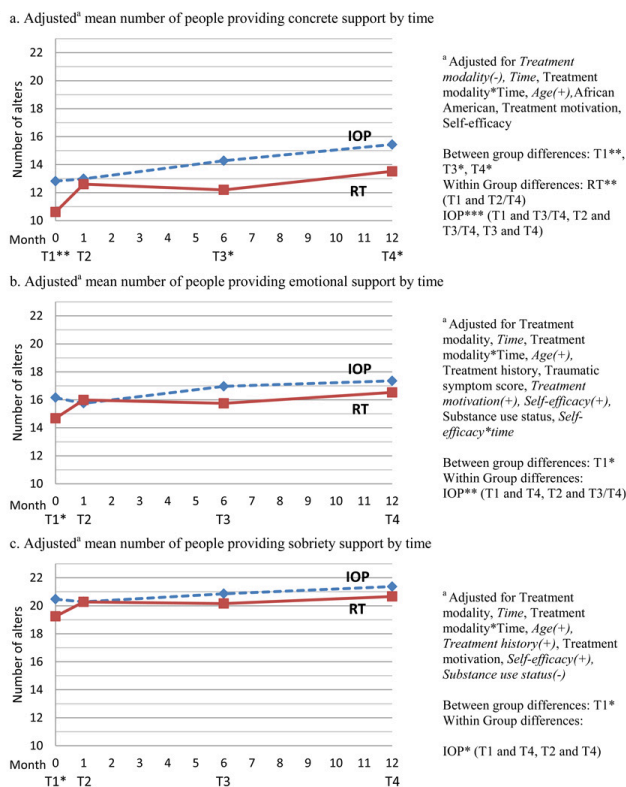 a. Adjustedᵃ mean number of people providing concrete support by time
22
20
18
16
14
12
10
Number of alters
IOP
RT
Month 0 1 2 3 4 5 6 7 8 9 10 11 12
T1** T2 T3* T4*
ᵃ Adjusted for Treatment
modality(-), Time, Treatment
modality*Time, Age(+),African
American, Treatment motivation,
Self-efficacy
Between group differences: T1**,
T3*, T4*
Within Group differences: RT**
(T1 and T2/T4)
IOP*** (T1 and T3/T4, T2 and
T3/T4, T3 and T4)
b. Adjustedᵃ mean number of people providing emotional support by time
22
20
18
16
14
12
10
Number of alters
IOP
RT
Month 0 1 2 3 4 5 6 7 8 9 10 11 12
T1* T2 T3 T4
ᵃ Adjusted for Treatment
modality, Time, Treatment
modality*Time, Age(+),
Treatment history, Traumatic
symptom score, Treatment
motivation(+), Self-efficacy(+),
Substance use status, Self-
efficacy*time
Between group differences: T1*
Within Group differences:
IOP** (T1 and T4, T2 and T3/T4)
c. Adjustedᵃ mean number of people providing sobriety support by time
22
20
18
16
14
12
10
Number of alters
IOP
RT
Month 0 1 2 3 4 5 6 7 8 9 10 11 12
T1* T2 T3 T4
ᵃ Adjusted for Treatment
modality, Time, Treatment
modality*Time, Age(+),
Treatment history(+), Treatment
motivation, Self-efficacy(+),
Substance use status(-)
Between group differences: T1*
Within Group differences:
IOP* (T1 and T4, T2 and T4)